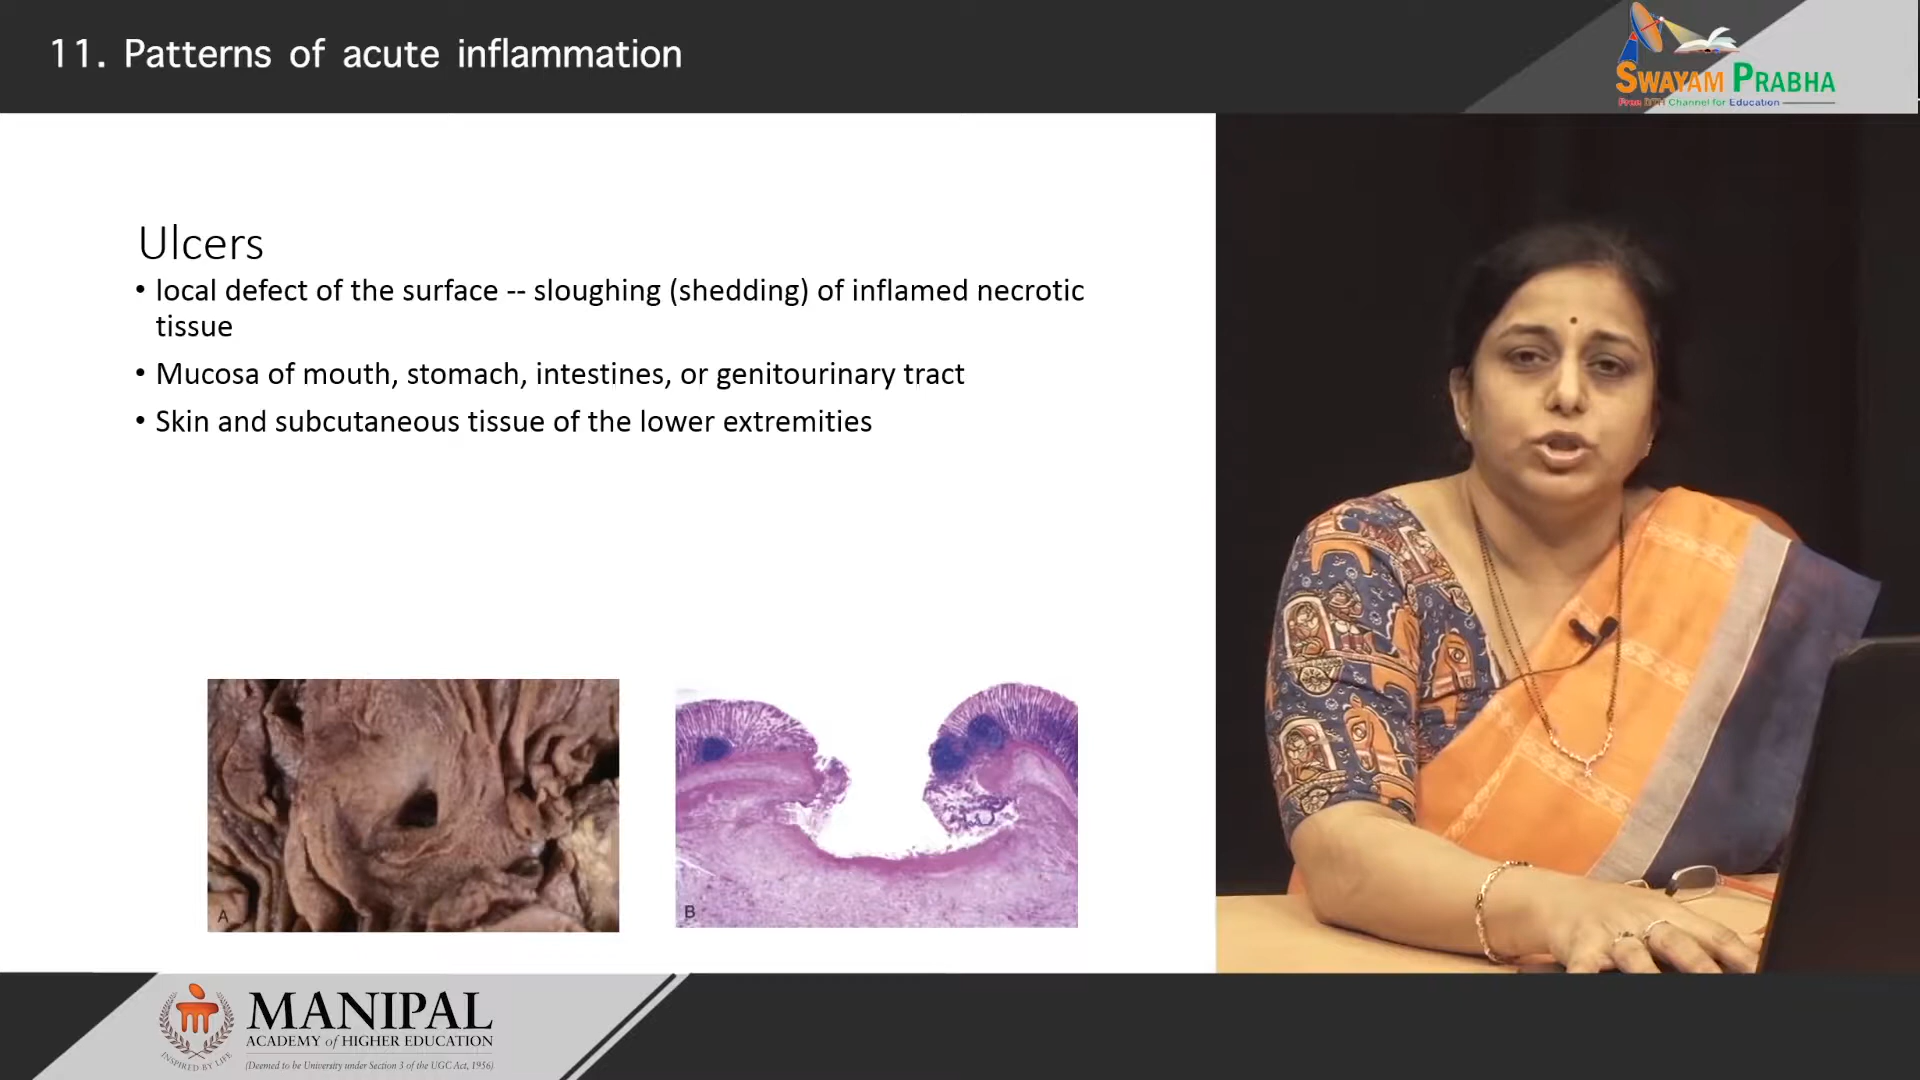 11. Patterns of acute inflammation
SWAYAM PRABHA
Free DTH Channel for Education
Ulcers
• local defect of the surface -- sloughing (shedding) of inflamed necrotic
tissue
• Mucosa of mouth, stomach, intestines, or genitourinary tract
• Skin and subcutaneous tissue of the lower extremities
A
B
INSPIRED BY LIFE
MANIPAL
ACADEMY of HIGHER EDUCATION
(Deemed to be University under Section 3 of the UGC Act, 1956)